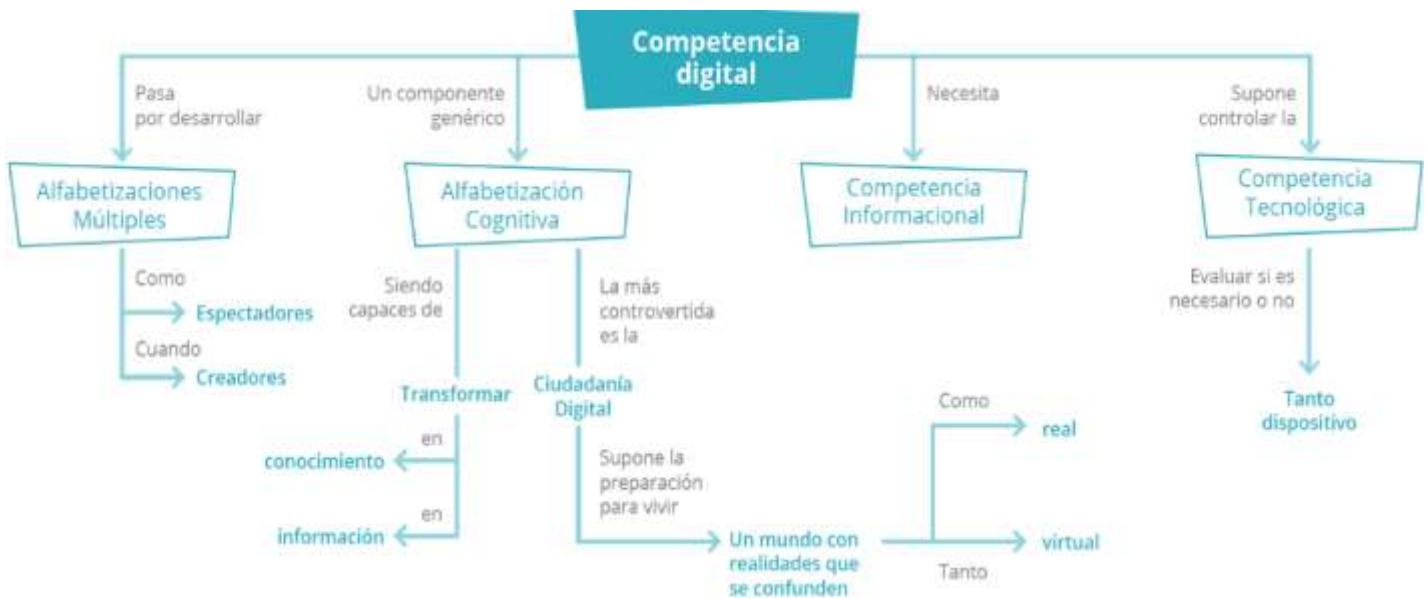 Competencia
digital
Pasa
por desarrollar
Un componente
genérico
Necesita
Supone
controlar la
Alfabetizaciones
Múltiples
Alfabetización
Cognitiva
Competencia
Informacional
Competencia
Tecnológica
Como
Espectadores
Cuando
Creadores
Siendo
capaces de
Transformar
en
conocimiento
en
información
La más
controvertida
es la
Ciudadanía
Digital
Supone la
preparación
para vivir
Un mundo con
realidades que
se confunden
Como
real
Tanto
virtual
Evaluar si es
necesario o no
Tanto
dispositivo